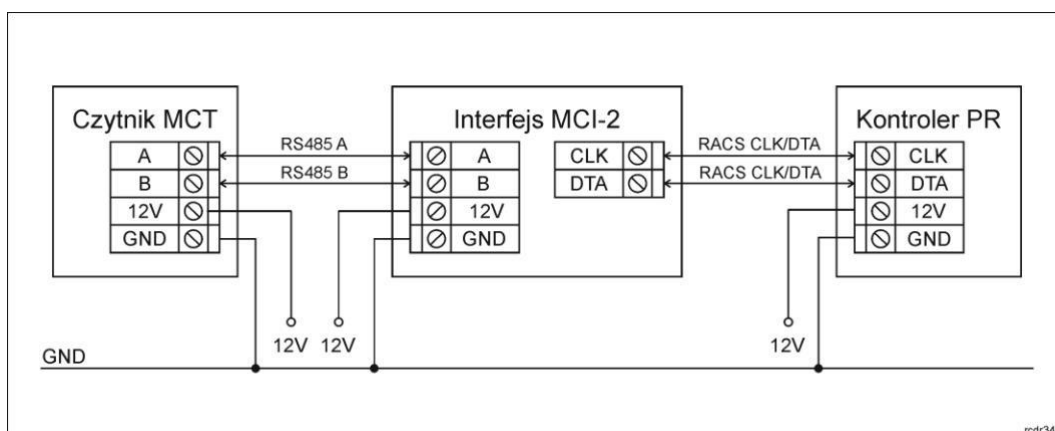 Czytnik MCT
A
B
12V
GND
RS485 A
RS485 B
Interfejs MCI-2
A
B
12V
GND
CLK
DTA
RACS CLK/DTA
RACS CLK/DTA
Kontroler PR
CLK
DTA
12V
GND
12V
12V
12V
GND
rcdr34